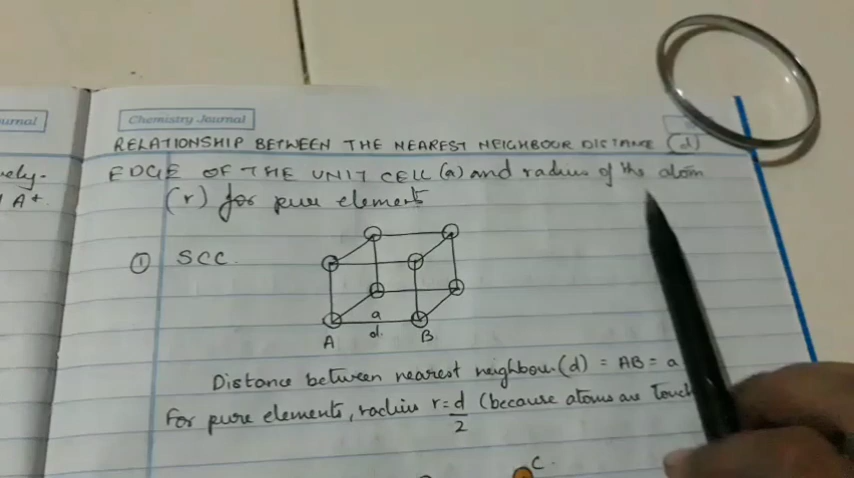 urnal
Chemistry Journal
RELATIONSHIP BETWEEN THE NEAREST NEIGHBOUR DISTANCE (d)
EDGE OF THE UNIT CELL (a) and radius of the atom
(r) for pure element
ely-
A+
① SCC.
a
A d. B
Distance between nearest neighbour (d) = AB = a
For pure elements, radius r = d/2 (because atoms are touch
C.